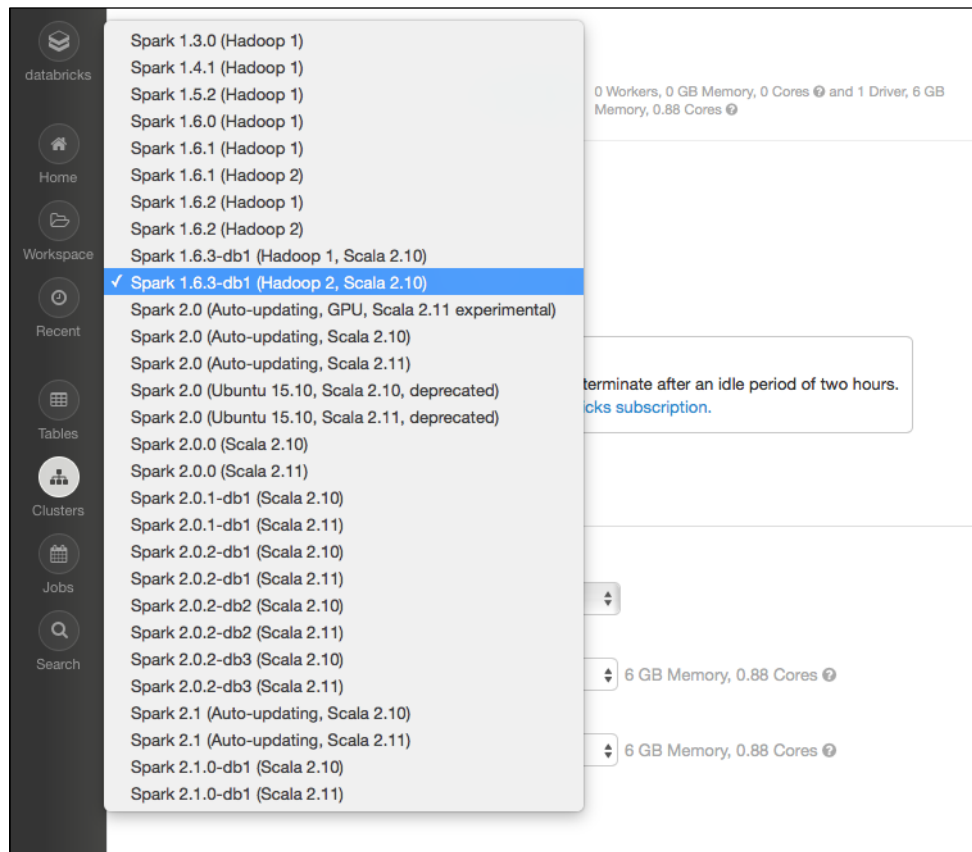 databricks
Home
Workspace
Recent
Tables
Clusters
Jobs
Search
Spark 1.3.0 (Hadoop 1)
Spark 1.4.1 (Hadoop 1)
Spark 1.5.2 (Hadoop 1)
Spark 1.6.0 (Hadoop 1)
Spark 1.6.1 (Hadoop 1)
Spark 1.6.1 (Hadoop 2)
Spark 1.6.2 (Hadoop 1)
Spark 1.6.2 (Hadoop 2)
Spark 1.6.3-db1 (Hadoop 1, Scala 2.10)
✓ Spark 1.6.3-db1 (Hadoop 2, Scala 2.10)
Spark 2.0 (Auto-updating, GPU, Scala 2.11 experimental)
Spark 2.0 (Auto-updating, Scala 2.10)
Spark 2.0 (Auto-updating, Scala 2.11)
Spark 2.0 (Ubuntu 15.10, Scala 2.10, deprecated)
Spark 2.0 (Ubuntu 15.10, Scala 2.11, deprecated)
Spark 2.0.0 (Scala 2.10)
Spark 2.0.0 (Scala 2.11)
Spark 2.0.1-db1 (Scala 2.10)
Spark 2.0.1-db1 (Scala 2.11)
Spark 2.0.2-db1 (Scala 2.10)
Spark 2.0.2-db1 (Scala 2.11)
Spark 2.0.2-db2 (Scala 2.10)
Spark 2.0.2-db2 (Scala 2.11)
Spark 2.0.2-db3 (Scala 2.10)
Spark 2.0.2-db3 (Scala 2.11)
Spark 2.1 (Auto-updating, Scala 2.10)
Spark 2.1 (Auto-updating, Scala 2.11)
Spark 2.1.0-db1 (Scala 2.10)
Spark 2.1.0-db1 (Scala 2.11)
0 Workers, 0 GB Memory, 0 Cores ? and 1 Driver, 6 GB
Memory, 0.88 Cores ?
terminate after an idle period of two hours.
cks subscription.
6 GB Memory, 0.88 Cores ?
6 GB Memory, 0.88 Cores ?